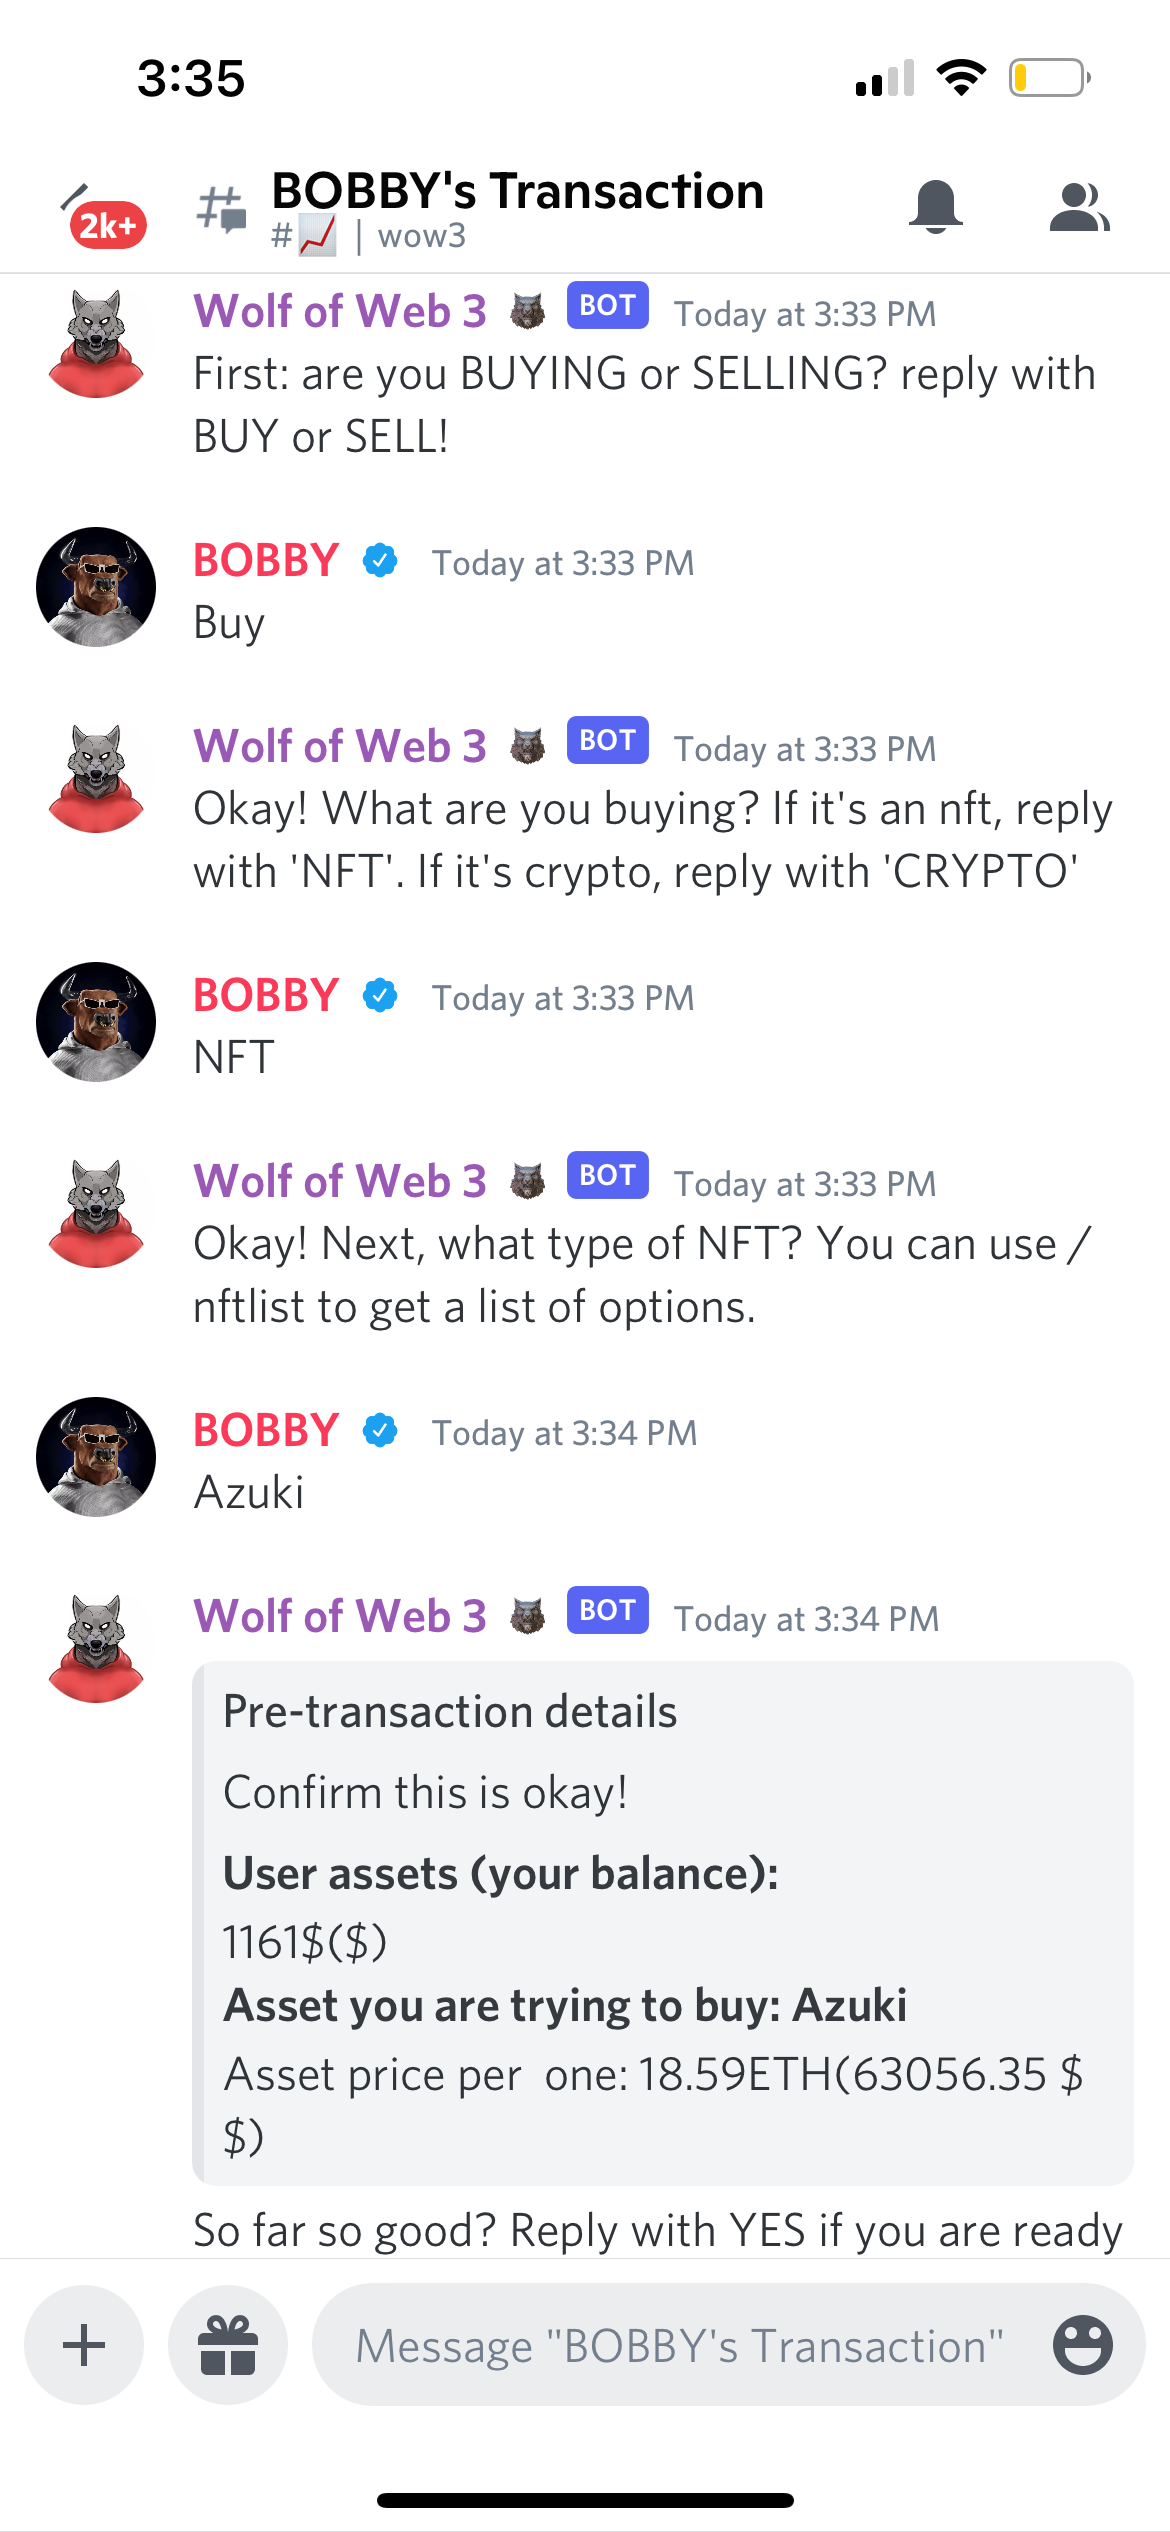 3:35
2k+
BOBBY's Transaction
#📈 | wow3
Wolf of Web 3 BOT Today at 3:33 PM
First: are you BUYING or SELLING? reply with
BUY or SELL!
BOBBY Today at 3:33 PM
Buy
Wolf of Web 3 BOT Today at 3:33 PM
Okay! What are you buying? If it's an nft, reply
with 'NFT'. If it's crypto, reply with 'CRYPTO'
BOBBY Today at 3:33 PM
NFT
Wolf of Web 3 BOT Today at 3:33 PM
Okay! Next, what type of NFT? You can use /
nftlist to get a list of options.
BOBBY Today at 3:34 PM
Azuki
Wolf of Web 3 BOT Today at 3:34 PM
Pre-transaction details
Confirm this is okay!
User assets (your balance):
1161$($)
Asset you are trying to buy: Azuki
Asset price per one: 18.59ETH(63056.35 $
$)
So far so good? Reply with YES if you are ready
Message "BOBBY's Transaction"